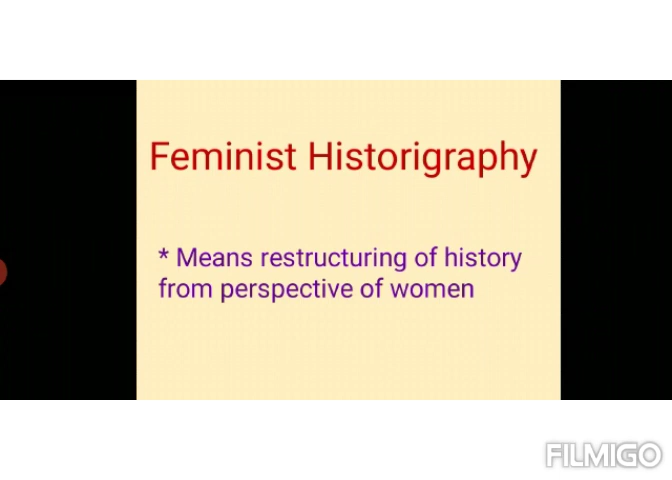 Feminist Historigraphy
* Means restructuring of history
from perspective of women
FILMIGO